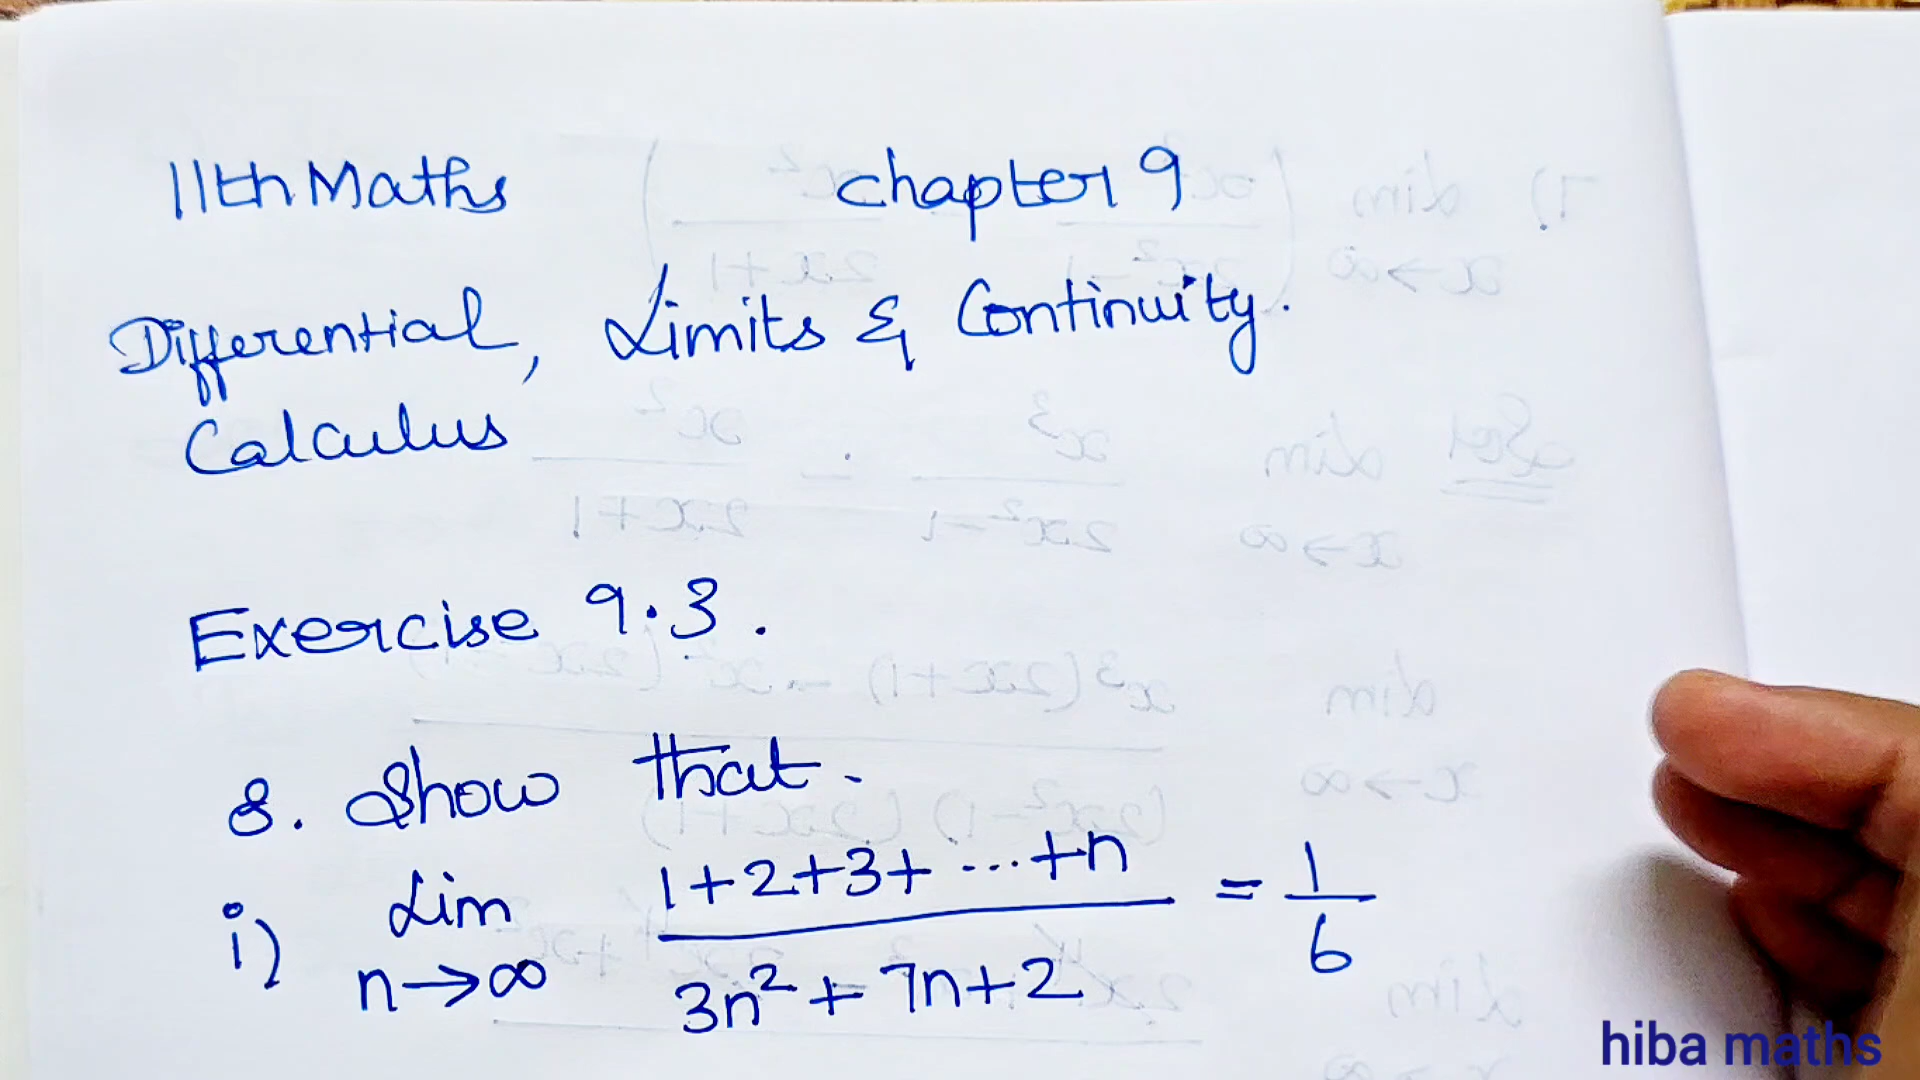 11th Maths chapter 9
Differential, Limits & Continuity.
Calculus
Exercise 9.3.
8. Show that.
i) Lim n→∞ (1+2+3+...+n)/(3n²+7n+2) = 1/6
hiba maths